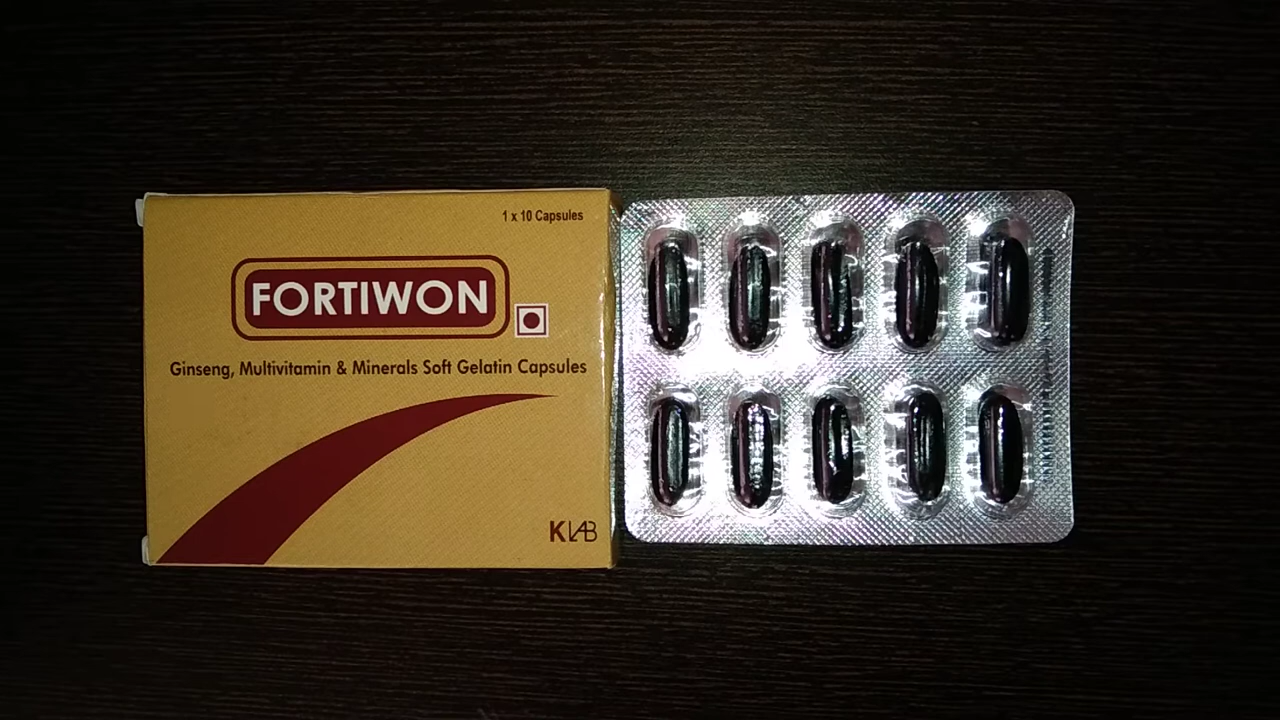 1 x 10 Capsules
FORTIWON
Ginseng, Multivitamin & Minerals Soft Gelatin Capsules
KLAB